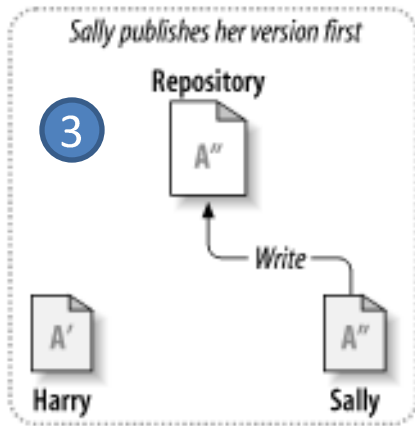 Sally publishes her version first
Repository
3
A"
Write
A'
A"
Harry
Sally